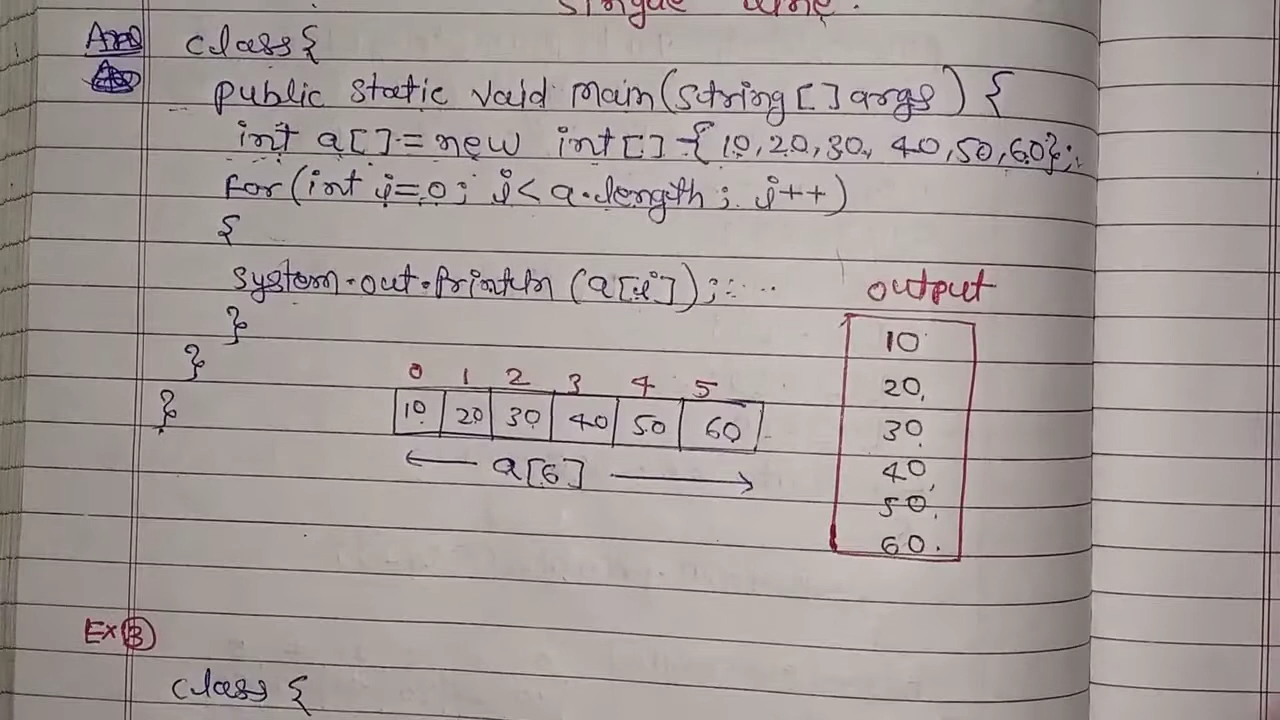 single line.
Ans class{
public static void main(string[]args) {
int a[]=new int[]{10,20,30, 40,50,60};
for(int i=0; i<a.length; i++)
{
system.out.println(a[i]);
output
}
}
}
0 1 2 3 4 5
10 20 30 40 50 60
a[6]
10
20
30
40
50
60
Ex 3
class {